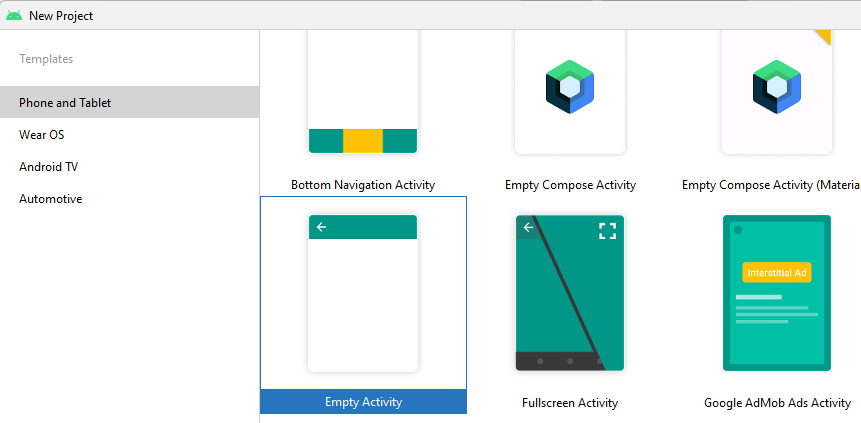 New Project
Templates
Phone and Tablet
Wear OS
Android TV
Automotive
Bottom Navigation Activity
Empty Compose Activity
Empty Compose Activity (Material
Empty Activity
Interstitial Ad
Fullscreen Activity
Google AdMob Ads Activity